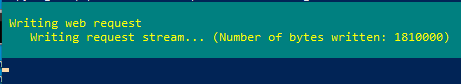 Writing web request
Writing request stream... (Number of bytes written: 1810000)